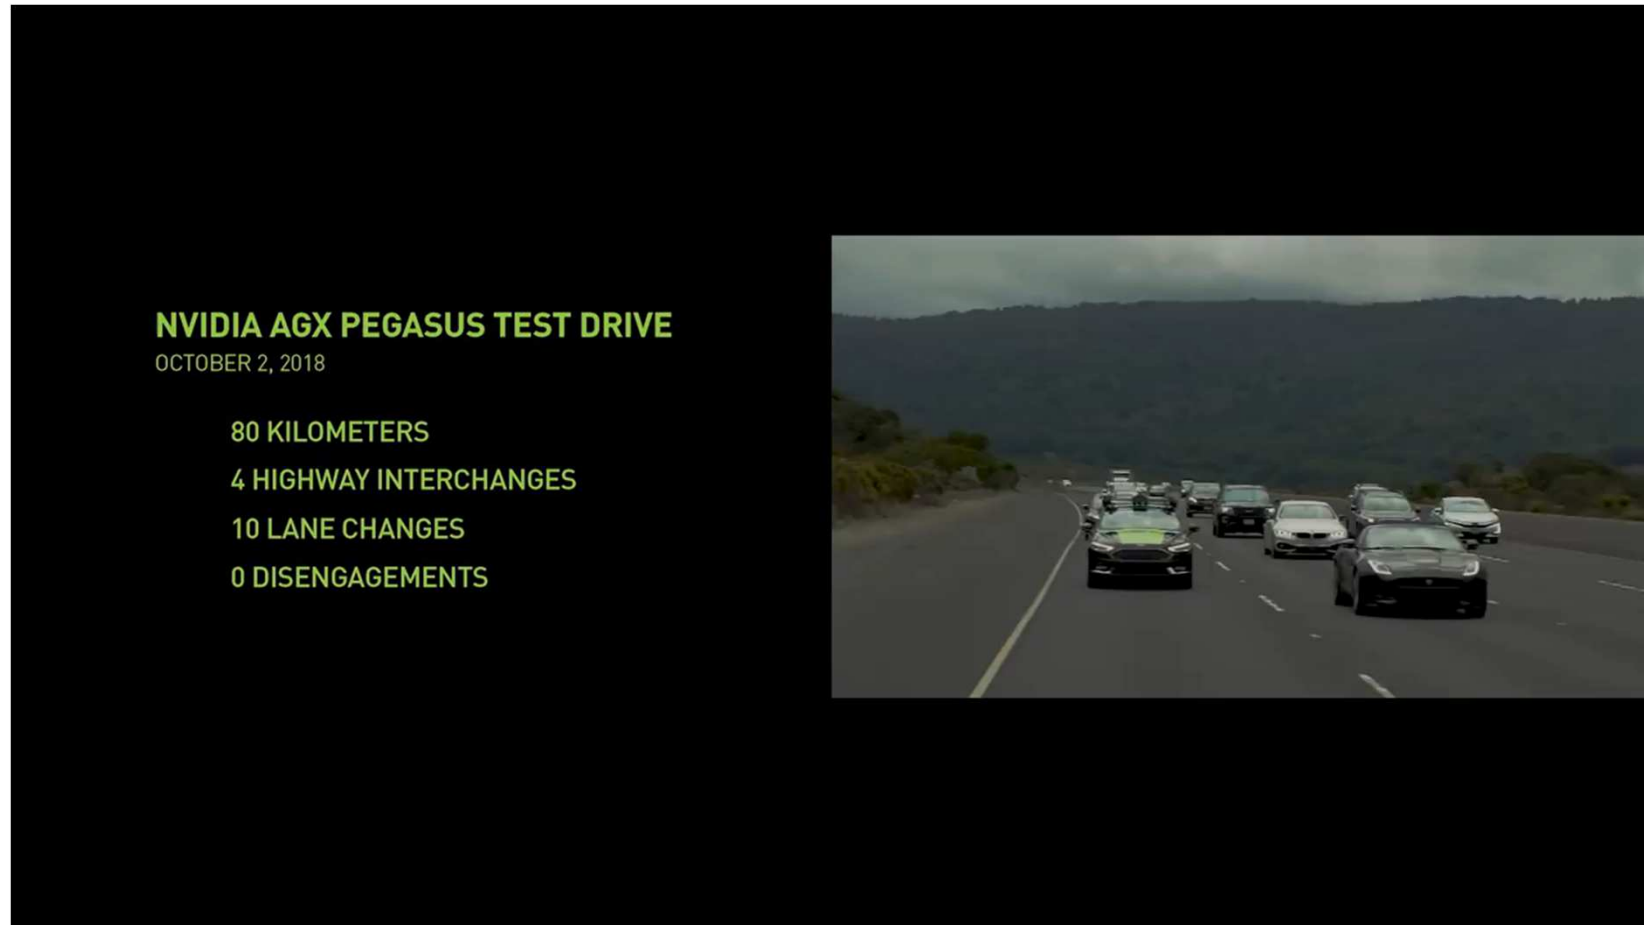 NVIDIA AGX PEGASUS TEST DRIVE
OCTOBER 2, 2018
80 KILOMETERS
4 HIGHWAY INTERCHANGES
10 LANE CHANGES
0 DISENGAGEMENTS